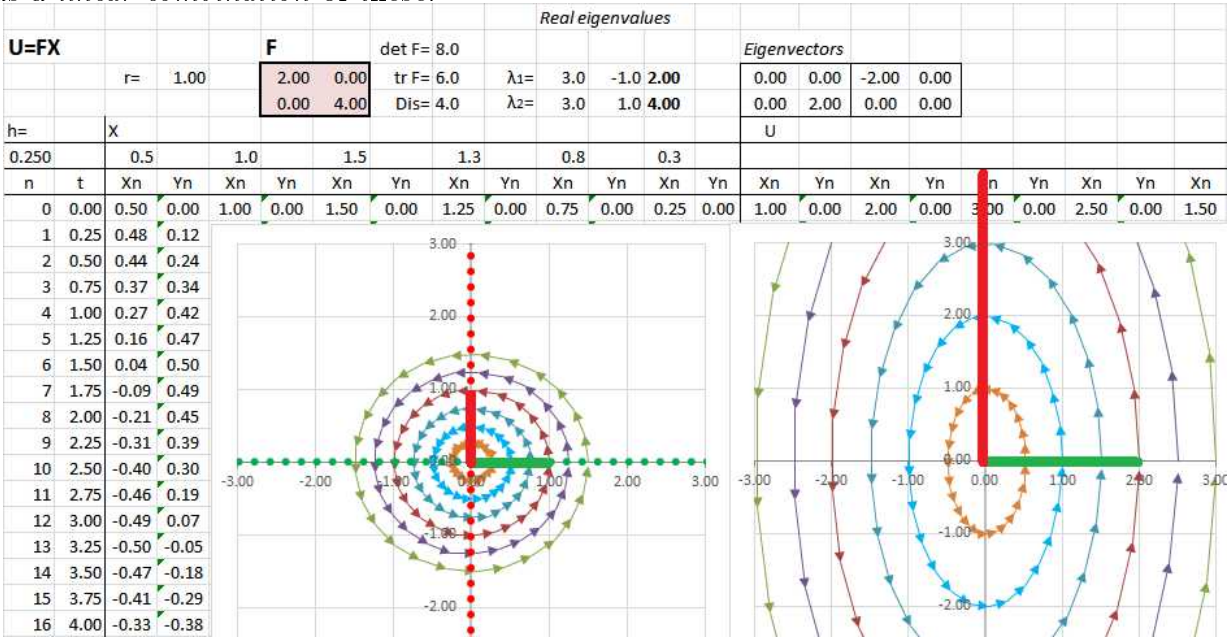 Real eigenvalues
U=FX F det F= 8.0 Eigenvectors
r= 1.00 2.00 0.00 tr F= 6.0 λ1= 3.0 -1.0 2.00 0.00 0.00 -2.00 0.00
0.00 4.00 Dis= 4.0 λ2= 3.0 1.0 4.00 0.00 2.00 0.00 0.00
h= X U
0.250 0.5 1.0 1.5 1.3 0.8 0.3
n t Xn Yn Xn Yn Xn Yn Xn Yn Xn Yn Xn Yn Xn Yn Xn Yn Yn Xn Yn Xn
0 0.00 0.50 0.00 1.00 0.00 1.50 0.00 1.25 0.00 0.75 0.00 0.25 0.00 1.00 0.00 2.00 0.00 3.00 0.00 2.50 0.00 1.50
1 0.25 0.48 0.12
2 0.50 0.44 0.24
3 0.75 0.37 0.34
4 1.00 0.27 0.42
5 1.25 0.16 0.47
6 1.50 0.04 0.50
7 1.75 -0.09 0.49
8 2.00 -0.21 0.45
9 2.25 -0.31 0.39
10 2.50 -0.40 0.30
11 2.75 -0.46 0.19
12 3.00 -0.49 0.07
13 3.25 -0.50 -0.05
14 3.50 -0.47 -0.18
15 3.75 -0.41 -0.29
16 4.00 -0.33 -0.38
3.00
2.00
1.00
-3.00 -2.00 -1.00 0.00 1.00 2.00 3.00
-1.00
-2.00
3.00
2.00
1.00
0.00
-3.00 -2.00 -1.00 0.00 1.00 2.00 3.00
-1.00
-2.00